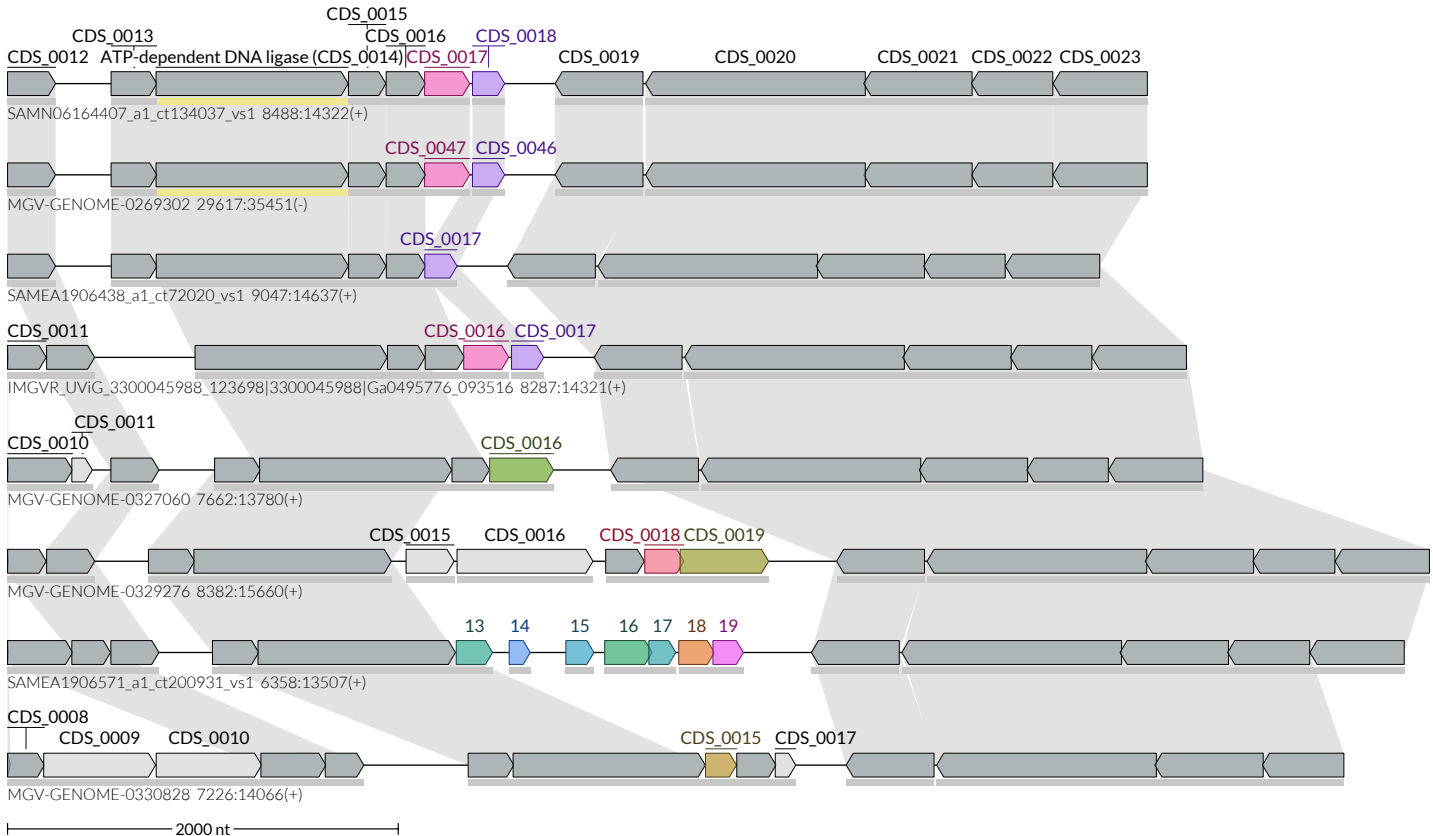 CDS_0015
CDS_0013 CDS_0016 CDS_0018
CDS_0012 ATP-dependent DNA ligase (CDS_0014) CDS_0017 CDS_0019 CDS_0020 CDS_0021 CDS_0022 CDS_0023
SAMN06164407_a1_ct134037_vs1 8488:14322(+)
CDS_0047 CDS_0046
MGV-GENOME-0269302 29617:35451(-)
CDS_0017
SAMEA1906438_a1_ct72020_vs1 9047:14637(+)
CDS_0011 CDS_0016 CDS_0017
IMGVR_UViG_3300045988_123698|3300045988|Ga0495776_093516 8287:14321(+)
CDS_0011
CDS_0010 CDS_0016
MGV-GENOME-0327060 7662:13780(+)
CDS_0015 CDS_0016 CDS_0018 CDS_0019
MGV-GENOME-0329276 8382:15660(+)
13 14 15 16 17 18 19
SAMEA1906571_a1_ct200931_vs1 6358:13507(+)
CDS_0008
CDS_0009 CDS_0010 CDS_0015 CDS_0017
MGV-GENOME-0330828 7226:14066(+)
2000 nt